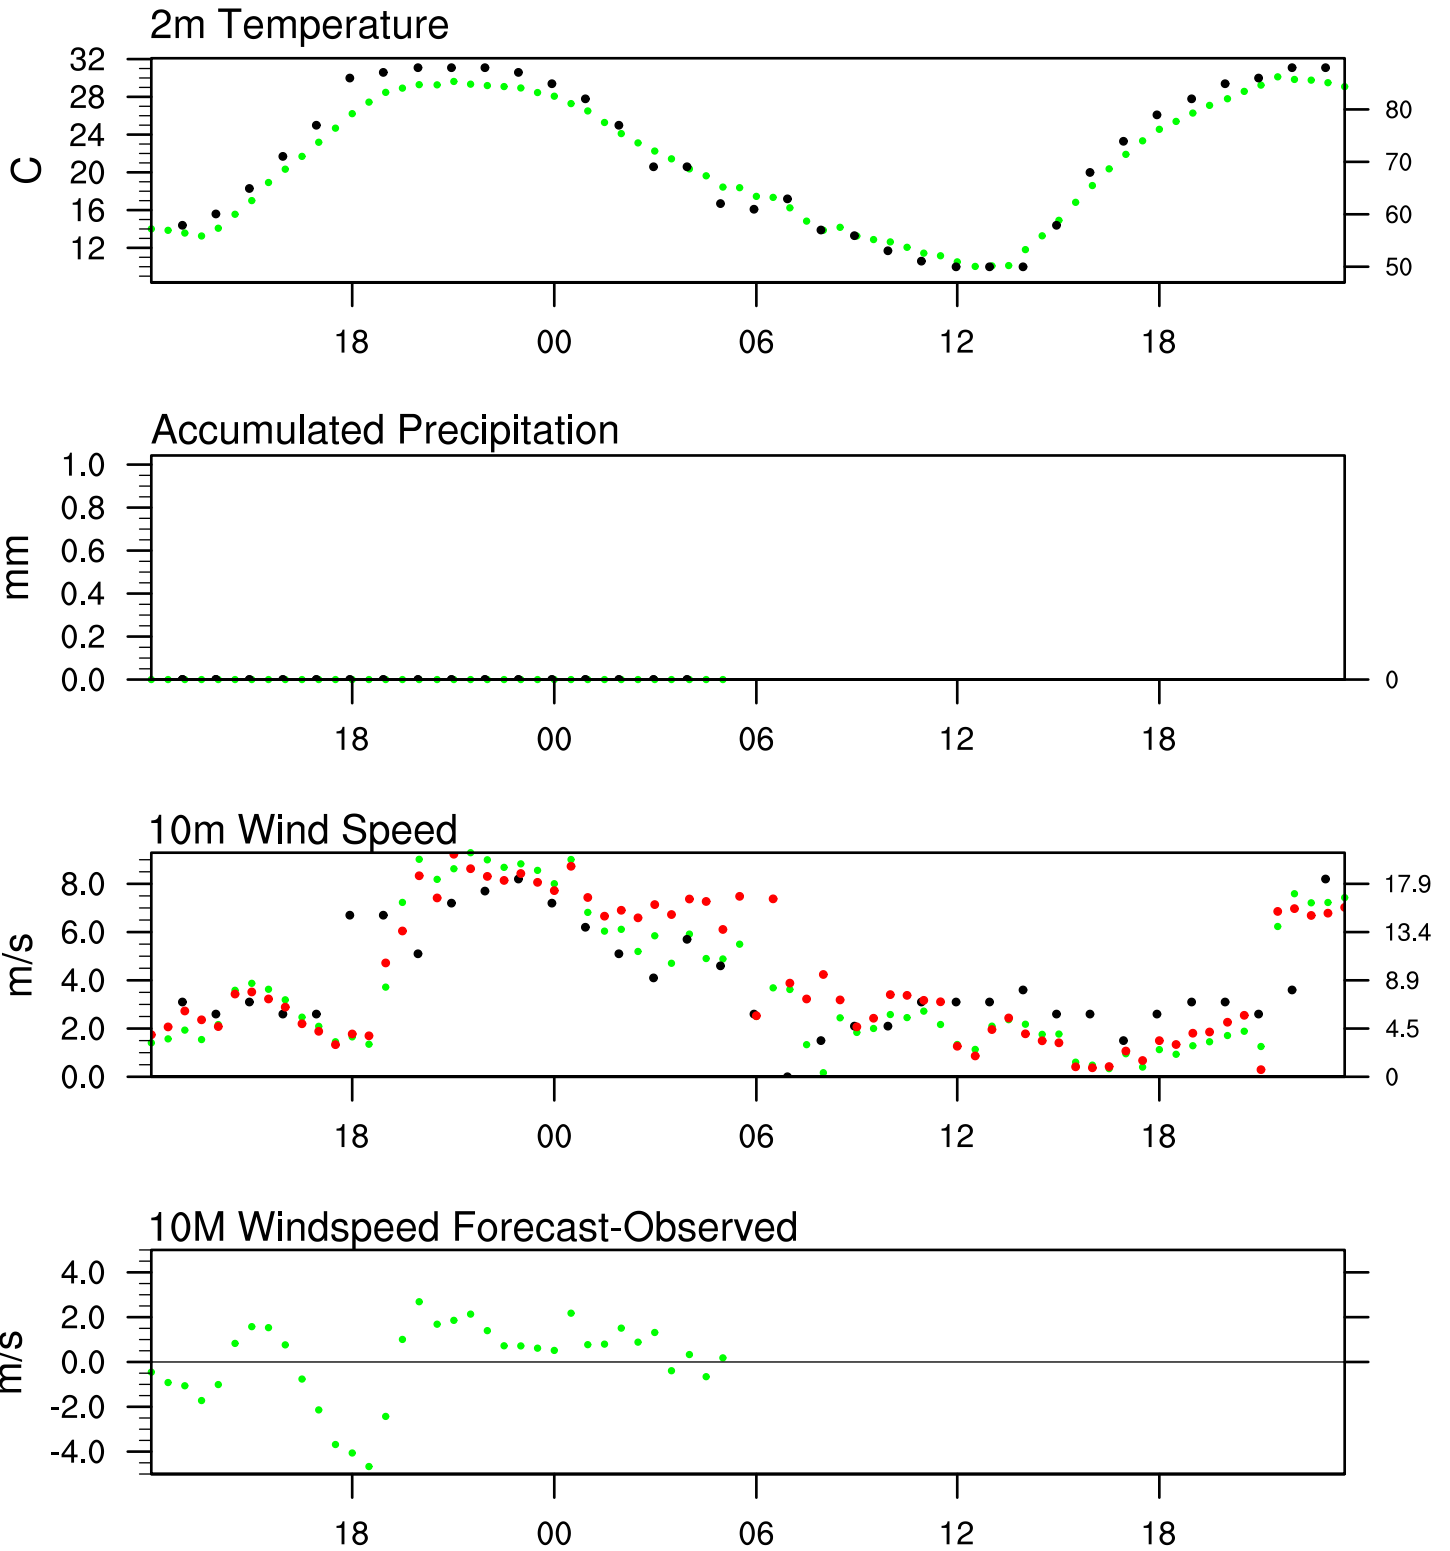 2m Temperature
32
28
24
20
16
12
C
80
70
60
50
18 00 06 12 18
Accumulated Precipitation
1.0
0.8
0.6
0.4
0.2
0.0
mm
0
18 00 06 12 18
10m Wind Speed
8.0
6.0
4.0
2.0
0.0
m/s
17.9
13.4
8.9
4.5
0
18 00 06 12 18
10M Windspeed Forecast-Observed
4.0
2.0
0.0
-2.0
-4.0
m/s
18 00 06 12 18